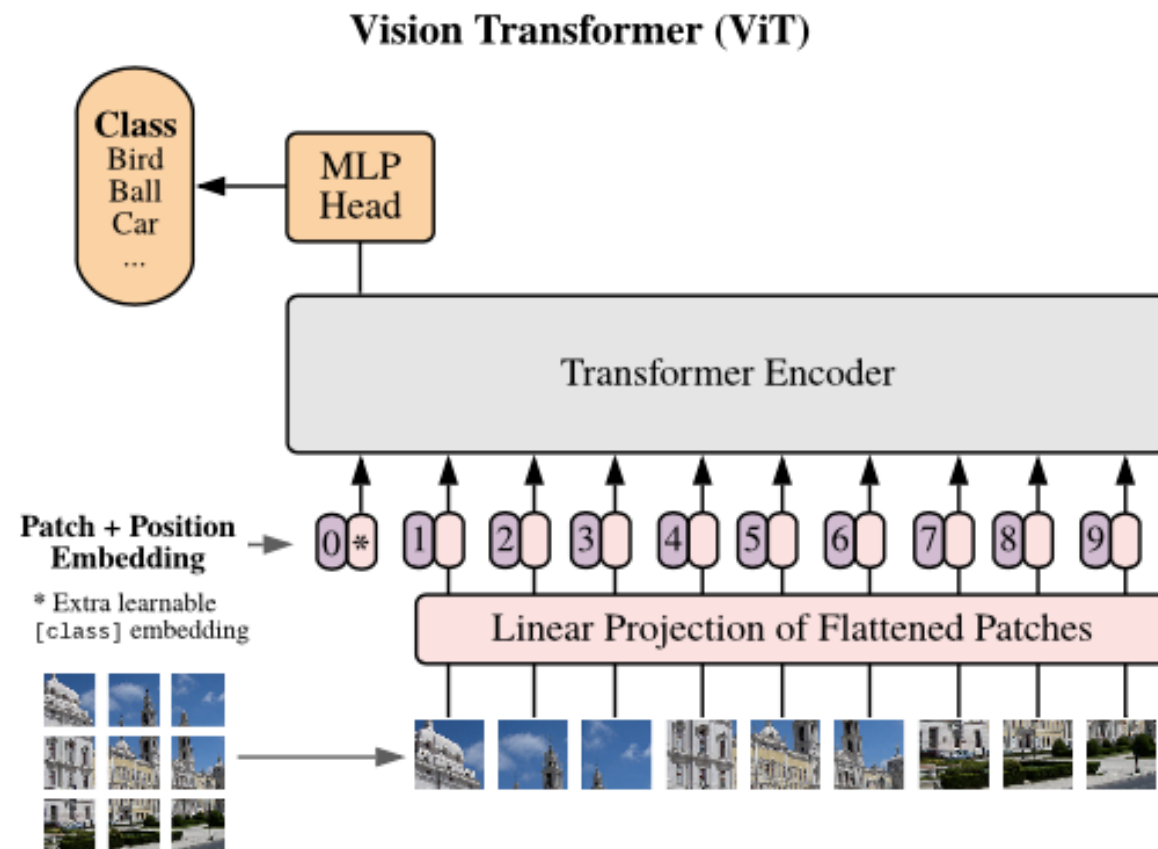 Vision Transformer (ViT)
Class
Bird
Ball
Car
...
MLP
Head
Transformer Encoder
Patch + Position
Embedding
0 * 1 2 3 4 5 6 7 8 9
* Extra learnable
[class] embedding
Linear Projection of Flattened Patches